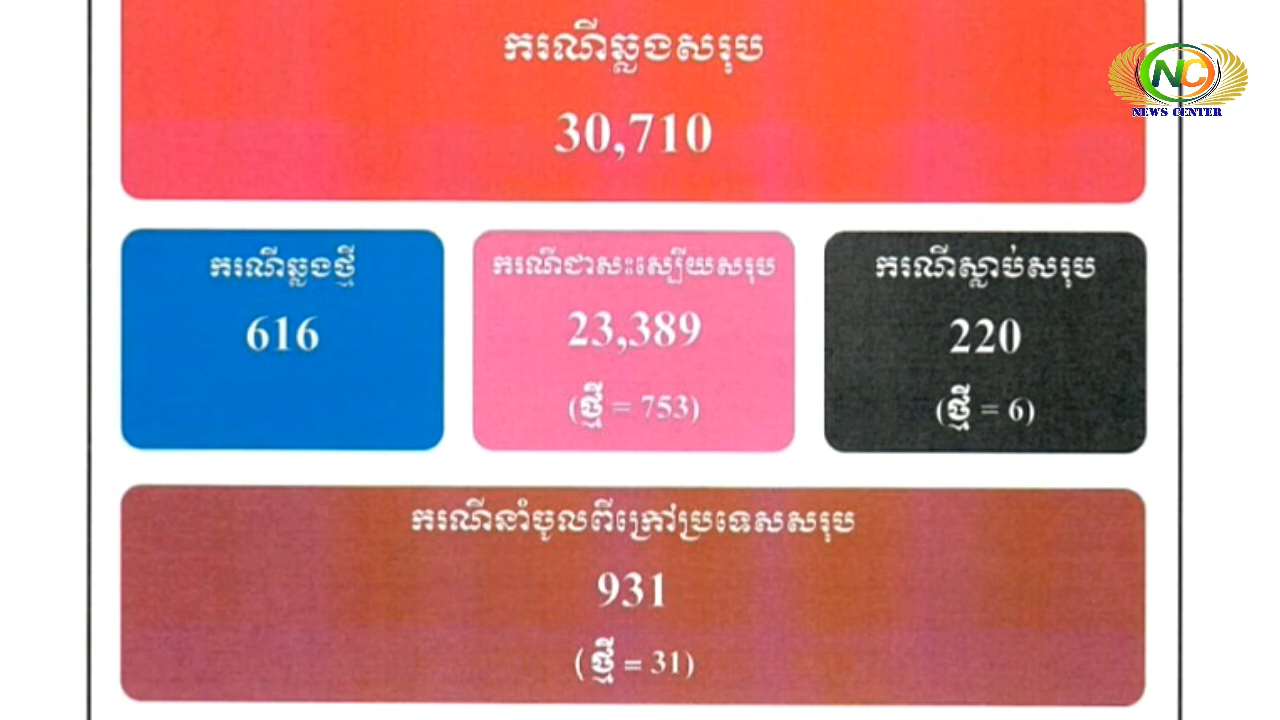 ករណីឆ្លងសរុប
30,710
NC
NEWS CENTER
ករណីឆ្លងថ្មី
616
ករណីជាសះស្បើយសរុប
23,389
(ថ្មី = 753)
ករណីស្លាប់សរុប
220
(ថ្មី = 6)
ករណីនាំចូលពីក្រៅប្រទេសសរុប
931
(ថ្មី = 31)